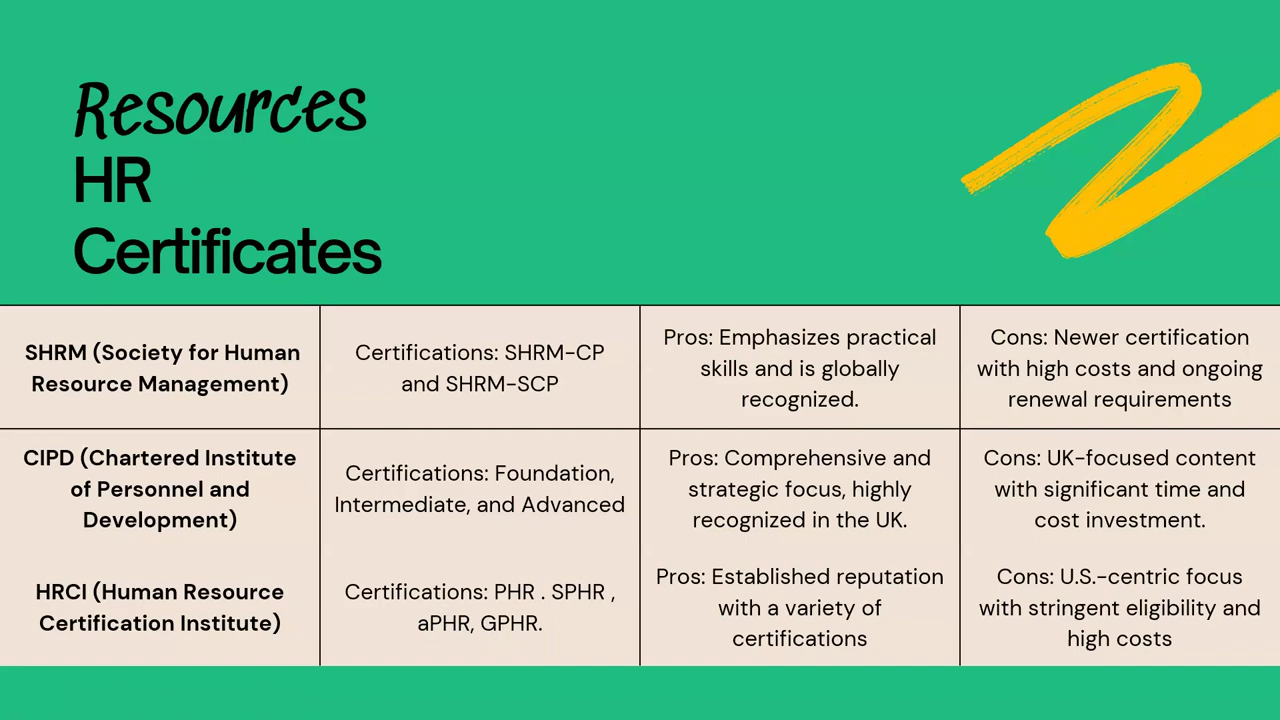 Resources
HR
Certificates
SHRM (Society for Human
Resource Management)
Certifications: SHRM-CP
and SHRM-SCP
Pros: Emphasizes practical
skills and is globally
recognized.
Cons: Newer certification
with high costs and ongoing
renewal requirements
CIPD (Chartered Institute
of Personnel and
Development)
Certifications: Foundation,
Intermediate, and Advanced
Pros: Comprehensive and
strategic focus, highly
recognized in the UK.
Cons: UK-focused content
with significant time and
cost investment.
HRCI (Human Resource
Certification Institute)
Certifications: PHR . SPHR ,
aPHR, GPHR.
Pros: Established reputation
with a variety of
certifications
Cons: U.S.-centric focus
with stringent eligibility and
high costs